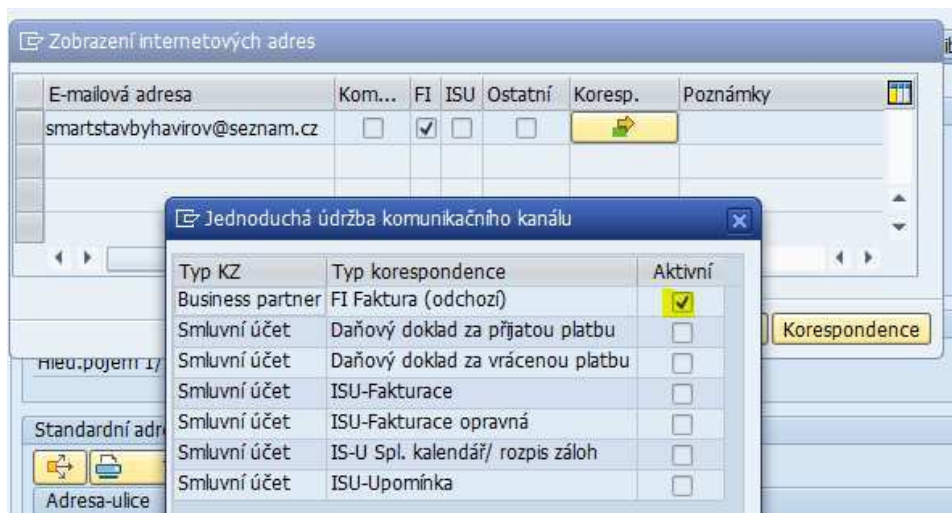 Zobrazení internetových adres
E-mailová adresa Kom... FI ISU Ostatní Koresp. Poznámky
smartstavbyhavirov@seznam.cz
Jednoduchá údržba komunikačního kanálu
Typ KZ Typ korespondence Aktivní
Business partner FI Faktura (odchozí)
Smluvní účet Daňový doklad za přijatou platbu
Korespondence
Smluvní účet Daňový doklad za vrácenou platbu
Hled.pojem 1/
Smluvní účet ISU-Fakturace
Smluvní účet ISU-Fakturace opravná
Standardní adr
Smluvní účet IS-U Spl. kalendář/ rozpis záloh
Smluvní účet ISU-Upomínka
Adresa-ulice